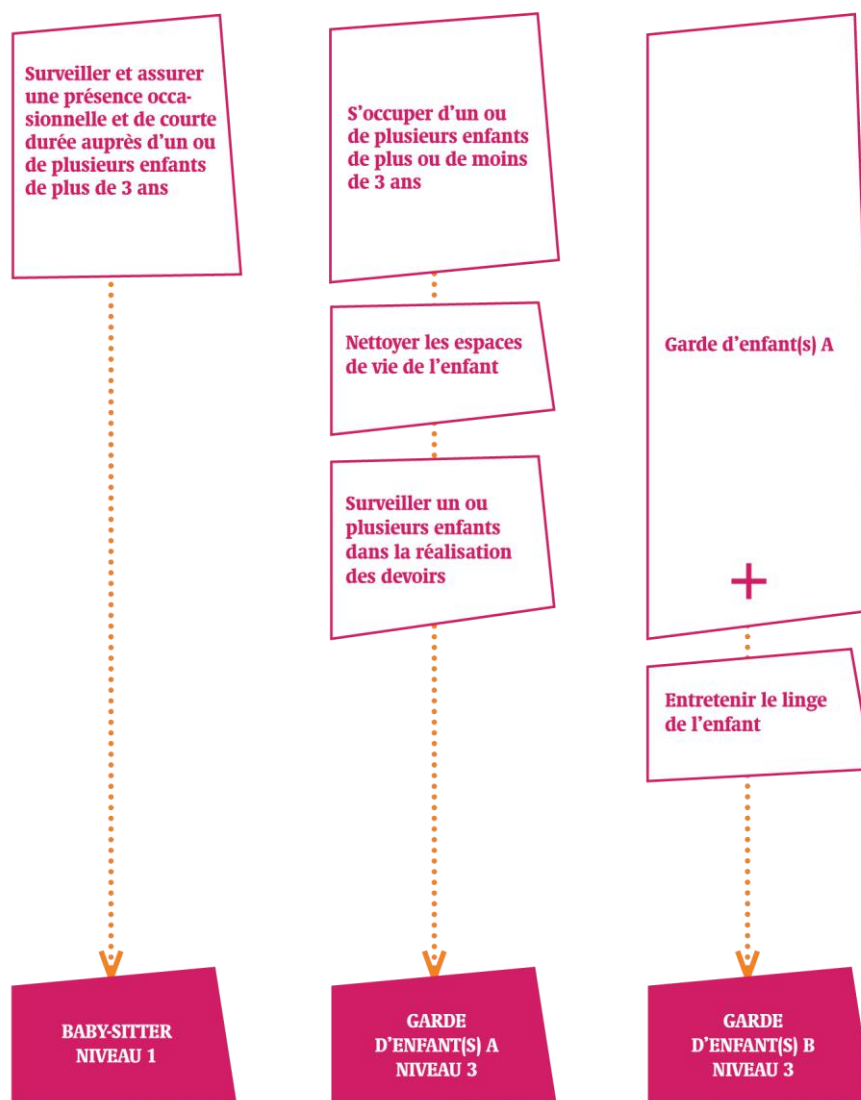 Surveiller et assurer
une présence occa-
sionnelle et de courte
durée auprès d'un ou
de plusieurs enfants
de plus de 3 ans
BABY-SITTER
NIVEAU 1
S'occuper d'un ou
de plusieurs enfants
de plus ou de moins
de 3 ans
Nettoyer les espaces
de vie de l'enfant
Surveiller un ou
plusieurs enfants
dans la réalisation
des devoirs
GARDE
D'ENFANT(S) A
NIVEAU 3
Garde d'enfant(s) A
+
Entretenir le linge
de l'enfant
GARDE
D'ENFANT(S) B
NIVEAU 3